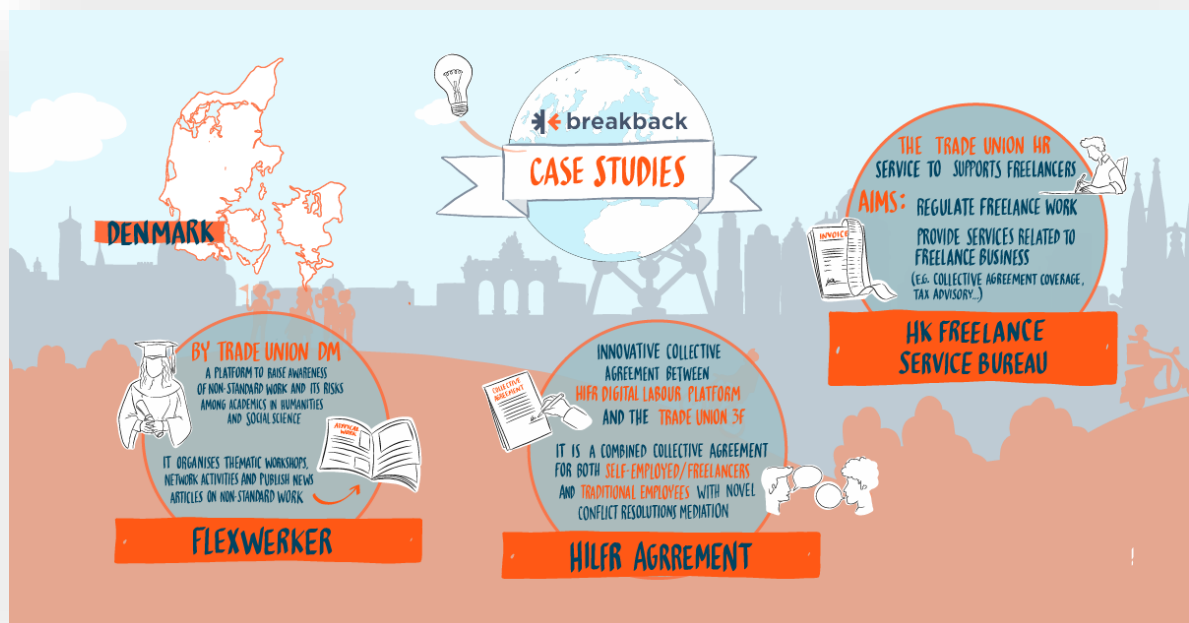 breakback
CASE STUDIES
DENMARK
BY TRADE UNION DM
A PLATFORM TO RAISE AWARENESS
OF NON-STANDARD WORK AND ITS RISKS
AMONG ACADEMICS IN HUMANITIES
AND SOCIAL SCIENCE
IT ORGANISES THEMATIC WORKSHOPS,
NETWORK ACTIVITIES AND PUBLISH NEWS
ARTICLES ON NON-STANDARD WORK
ATYPICAL
WORK
FLEXWERKER
COLLECTIVE
AGREEMENT
INNOVATIVE COLLECTIVE
AGREEMENT BETWEEN
HIFR DIGITAL LABOUR PLATFORM
AND THE TRADE UNION 3F
IT IS A COMBINED COLLECTIVE AGREEMENT
FOR BOTH SELF-EMPLOYED/FREELANCERS
AND TRADITIONAL EMPLOYEES WITH NOVEL
CONFLICT RESOLUTIONS MEDIATION
HILFR AGRREMENT
THE TRADE UNION HR
SERVICE TO SUPPORTS FREELANCERS
AIMS:
REGULATE FREELANCE WORK
PROVIDE SERVICES RELATED TO
FREELANCE BUSINESS
(E.G. COLLECTIVE AGREEMENT COVERAGE,
TAX ADVISORY...)
INVOICE
HK FREELANCE
SERVICE BUREAU